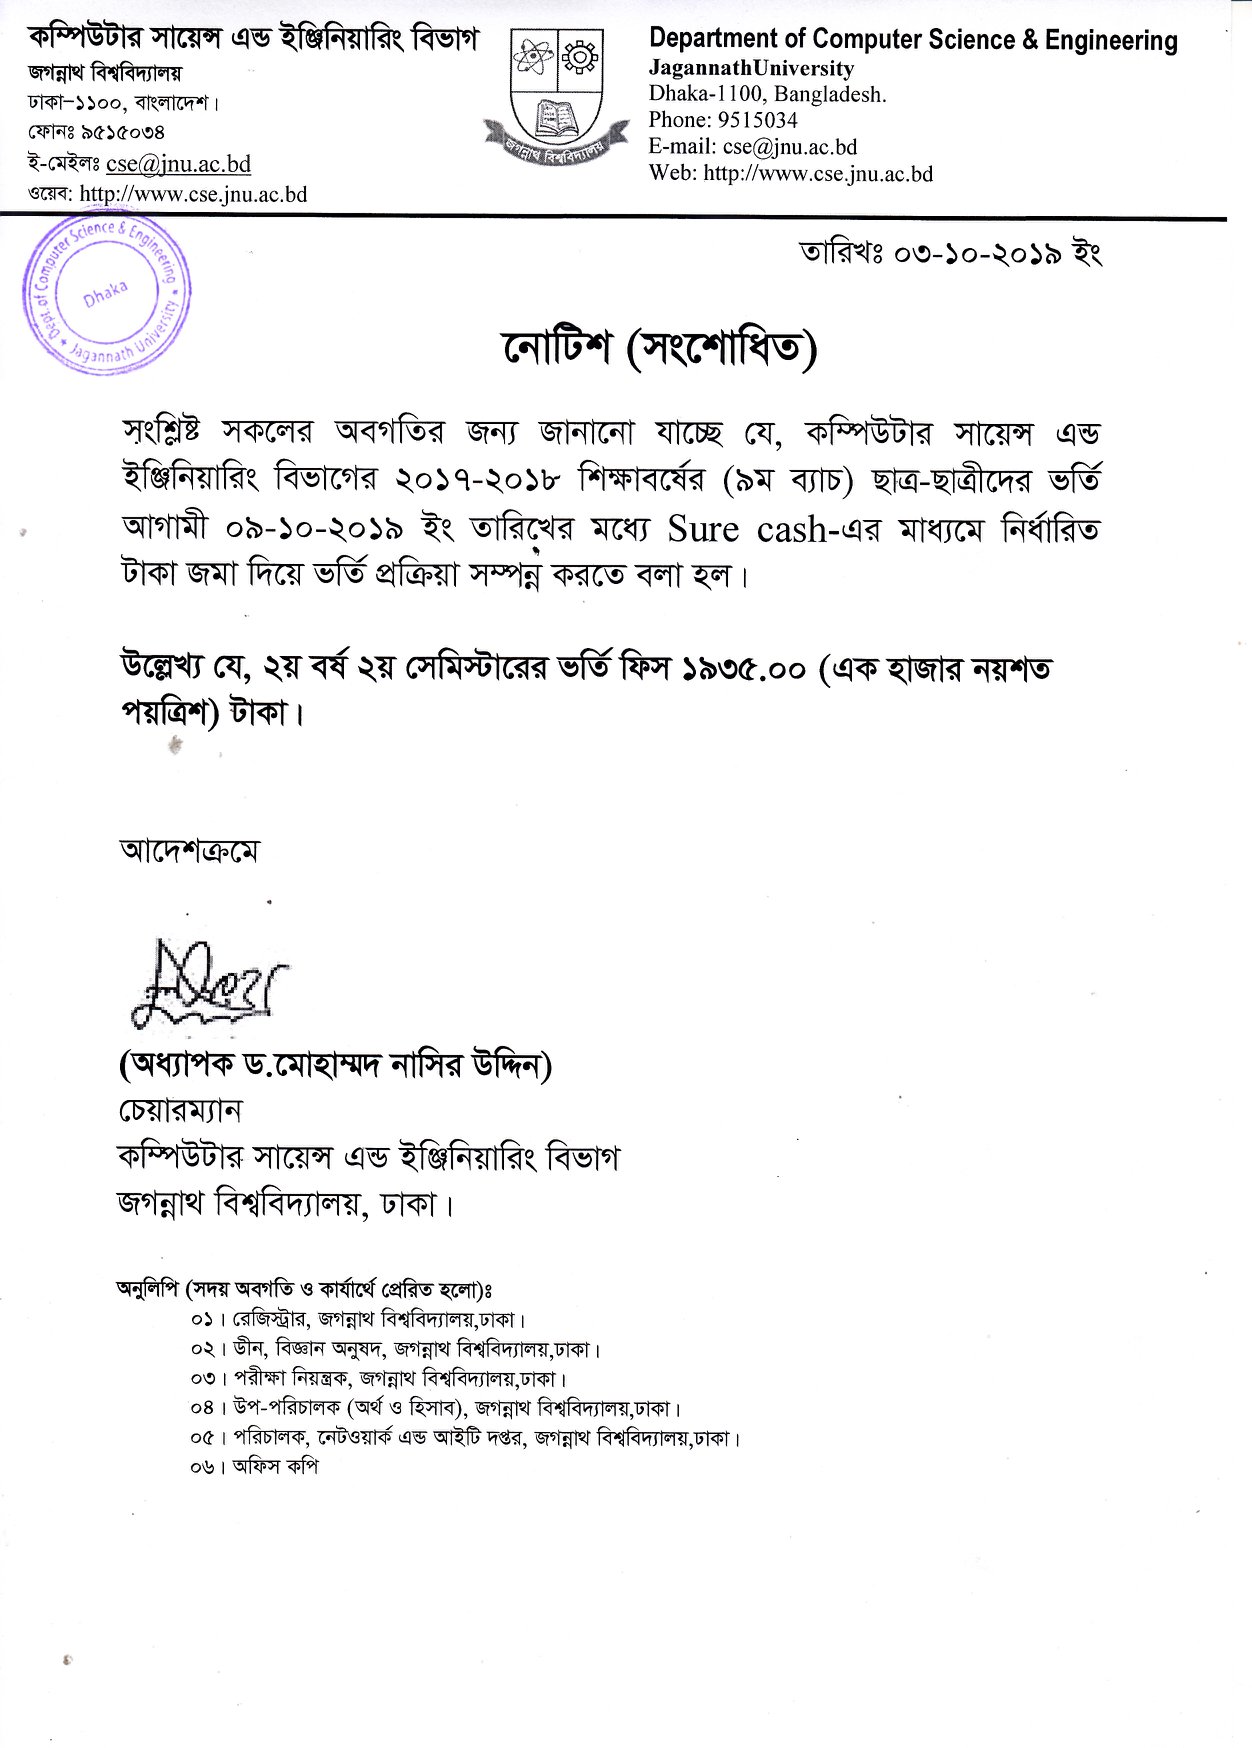 কম্পিউটার সায়েন্স এন্ড ইঞ্জিনিয়ারিং বিভাগ
জগন্নাথ বিশ্ববিদ্যালয়
ঢাকা-১১০০, বাংলাদেশ।
ফোনঃ ৯৫১৫০৩৪
ই-মেইলঃ cse@jnu.ac.bd
ওয়েব: http://www.cse.jnu.ac.bd
জগন্নাথ বিশ্ববিদ্যালয়
Department of Computer Science & Engineering
JagannathUniversity
Dhaka-1100, Bangladesh.
Phone: 9515034
E-mail: cse@jnu.ac.bd
Web: http://www.cse.jnu.ac.bd
Dept. of Computer Science & Engineering
Dhaka
★ Jagannath University ★
তারিখঃ ০৩-১০-২০১৯ ইং
নোটিশ (সংশোধিত)
সংশ্লিষ্ট সকলের অবগতির জন্য জানানো যাচ্ছে যে, কম্পিউটার সায়েন্স এন্ড
ইঞ্জিনিয়ারিং বিভাগের ২০১৭-২০১৮ শিক্ষাবর্ষের (৯ম ব্যাচ) ছাত্র-ছাত্রীদের ভর্তি
আগামী ০৯-১০-২০১৯ ইং তারিখের মধ্যে Sure cash-এর মাধ্যমে নির্ধারিত
টাকা জমা দিয়ে ভর্তি প্রক্রিয়া সম্পন্ন করতে বলা হল।
উল্লেখ্য যে, ২য় বর্ষ ২য় সেমিস্টারের ভর্তি ফিস ১৯৩৫.০০ (এক হাজার নয়শত
পয়ত্রিশ) টাকা।
আদেশক্রমে
(অধ্যাপক ড.মোহাম্মদ নাসির উদ্দিন)
চেয়ারম্যান
কম্পিউটার সায়েন্স এন্ড ইঞ্জিনিয়ারিং বিভাগ
জগন্নাথ বিশ্ববিদ্যালয়, ঢাকা।
অনুলিপি (সদয় অবগতি ও কার্যার্থে প্রেরিত হলো)ঃ
০১। রেজিস্ট্রার, জগন্নাথ বিশ্ববিদ্যালয়,ঢাকা।
০২। ডীন, বিজ্ঞান অনুষদ, জগন্নাথ বিশ্ববিদ্যালয়,ঢাকা।
০৩। পরীক্ষা নিয়ন্ত্রক, জগন্নাথ বিশ্ববিদ্যালয়,ঢাকা।
০৪। উপ-পরিচালক (অর্থ ও হিসাব), জগন্নাথ বিশ্ববিদ্যালয়,ঢাকা।
০৫। পরিচালক, নেটওয়ার্ক এন্ড আইটি দপ্তর, জগন্নাথ বিশ্ববিদ্যালয়,ঢাকা।
০৬। অফিস কপি